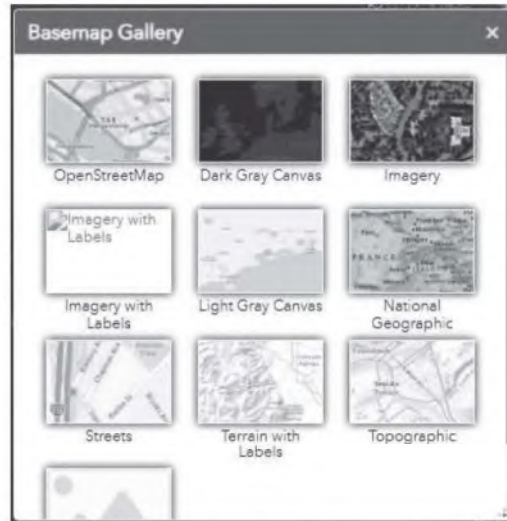 Basemap Gallery ×
OpenStreetMap
Dark Gray Canvas
Imagery
Imagery with
Labels
Imagery with
Labels
Light Gray Canvas
FRANCE
National
Geographic
Streets
Terrain with
Labels
Topographic